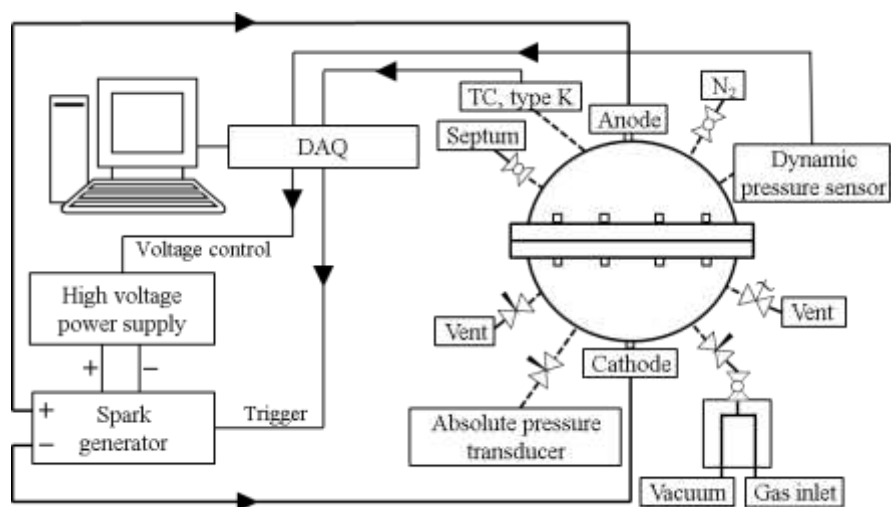 N₂
TC, type K
Anode
Septum
DAQ
Dynamic
pressure sensor
Voltage control
High voltage
power supply
Vent
Vent
+
−
Cathode
+
Spark
generator
−
Trigger
Absolute pressure
transducer
Vacuum
Gas inlet